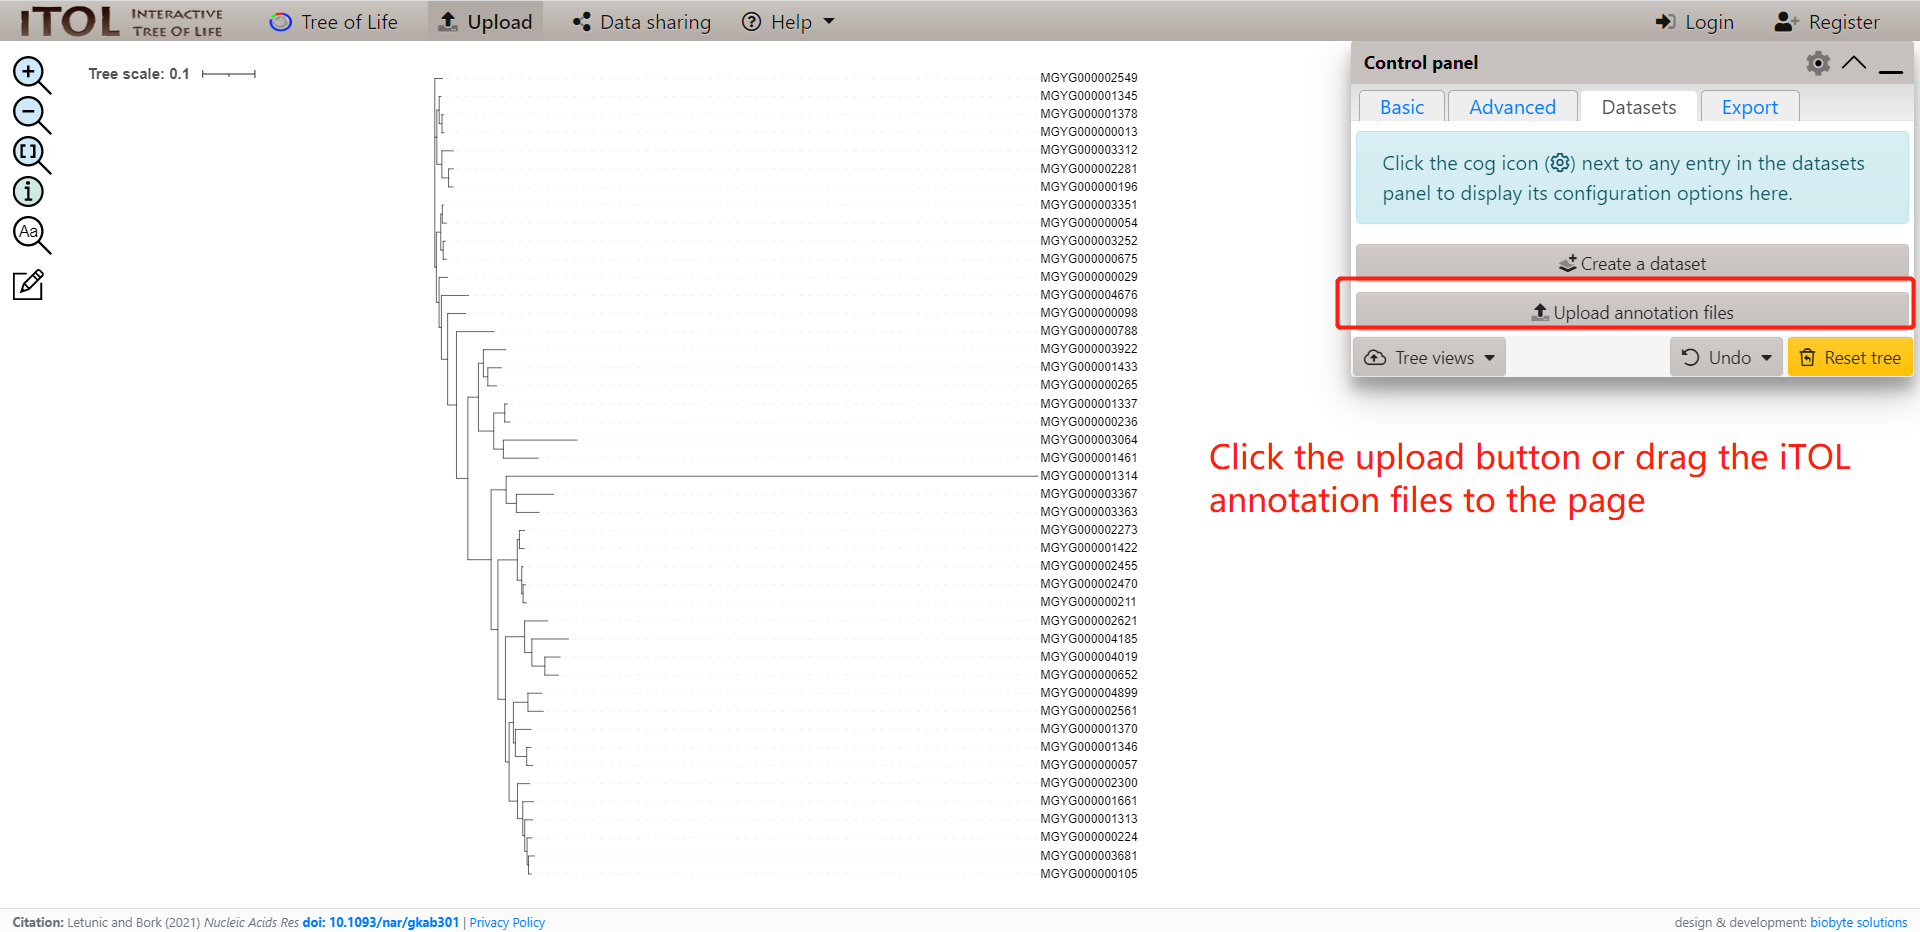 iTOL INTERACTIVE TREE OF LIFE
Tree of Life
Upload
Data sharing
Help
Login
Register
Tree scale: 0.1
Aa
MGYG000002549
MGYG000001345
MGYG000001378
MGYG000000013
MGYG000003312
MGYG000002281
MGYG000000196
MGYG000003351
MGYG000000054
MGYG000003252
MGYG000000675
MGYG000000029
MGYG000004676
MGYG000000098
MGYG000000788
MGYG000003922
MGYG000001433
MGYG000000265
MGYG000001337
MGYG000000236
MGYG000003064
MGYG000001461
MGYG000001314
MGYG000003367
MGYG000003363
MGYG000002273
MGYG000001422
MGYG000002455
MGYG000002470
MGYG000000211
MGYG000002621
MGYG000004185
MGYG000004019
MGYG000000652
MGYG000004899
MGYG000002561
MGYG000001370
MGYG000001346
MGYG000000057
MGYG000002300
MGYG000001661
MGYG000001313
MGYG000000224
MGYG000003681
MGYG000000105
Control panel
Basic
Advanced
Datasets
Export
Click the cog icon () next to any entry in the datasets
panel to display its configuration options here.
Create a dataset
Upload annotation files
Tree views
Undo
Reset tree
Click the upload button or drag the iTOL
annotation files to the page
Citation: Letunic and Bork (2021) Nucleic Acids Res doi: 10.1093/nar/gkab301 | Privacy Policy
design & development: biobyte solutions